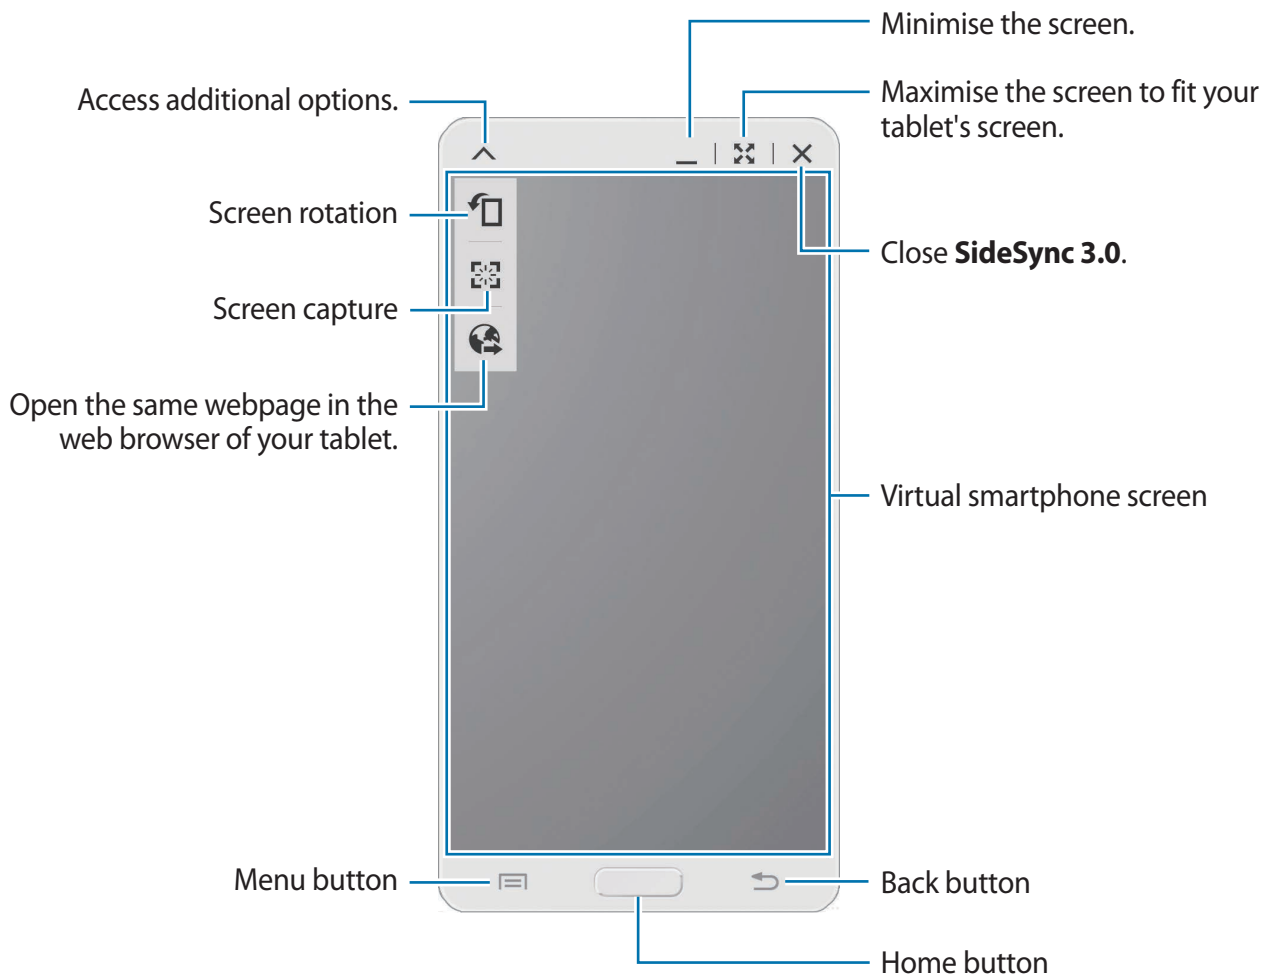 Minimise the screen.
Access additional options.
Maximise the screen to fit your
tablet's screen.
Screen rotation
Close SideSync 3.0.
Screen capture
Open the same webpage in the
web browser of your tablet.
Virtual smartphone screen
Menu button
Back button
Home button